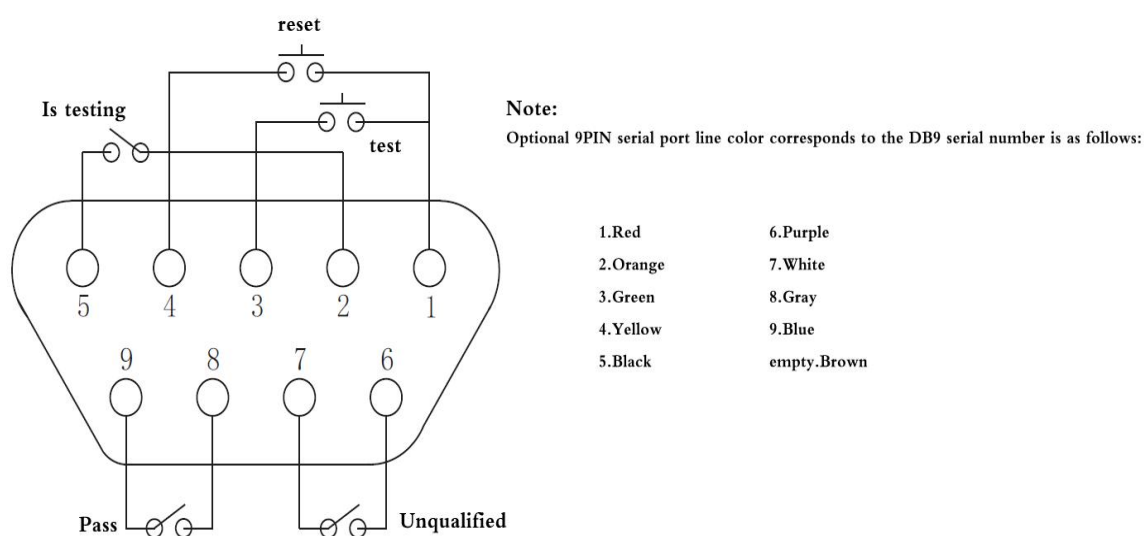 reset
Is testing
test
5 4 3 2 1
9 8 7 6
Pass
Unqualified
Note:
Optional 9PIN serial port line color corresponds to the DB9 serial number is as follows:
1.Red 6.Purple
2.Orange 7.White
3.Green 8.Gray
4.Yellow 9.Blue
5.Black empty.Brown